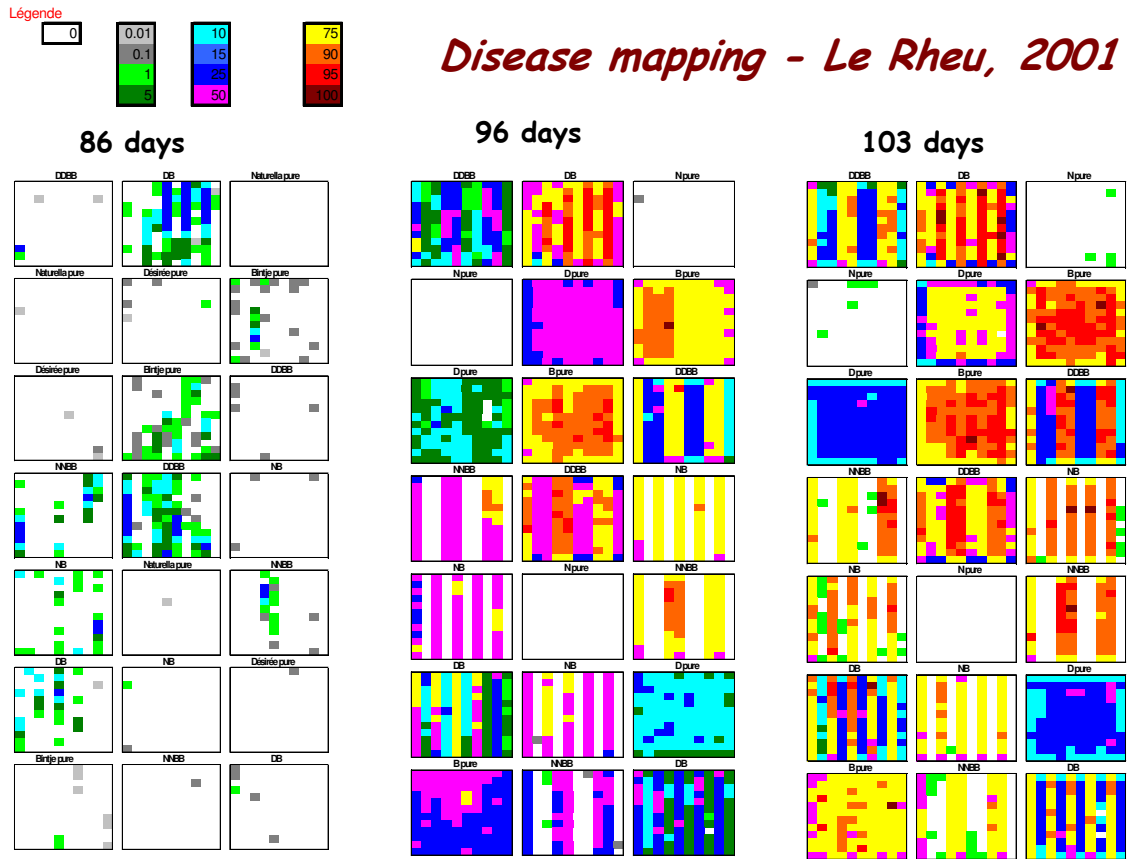 Légende
0 0.01 10 75
0.1 15 90
1 25 95
5 50 100
Disease mapping - Le Rheu, 2001
86 days
96 days
103 days
DDBB DB Naturella pure
Naturella pure Désirée pure Bintje pure
Désirée pure Bintje pure DDBB
NNBB DDBB NB
NB Naturella pure NNBB
DB NB Désirée pure
Bintje pure NNBB DB
DDBB DB N pure
N pure D pure B pure
D pure B pure DDBB
NNBB DDBB NB
NB N pure NNBB
DB NB D pure
B pure NNBB DB
DDBB DB N pure
N pure D pure B pure
D pure B pure DDBB
NNBB DDBB NB
NB N pure NNBB
DB NB D pure
B pure NNBB DB